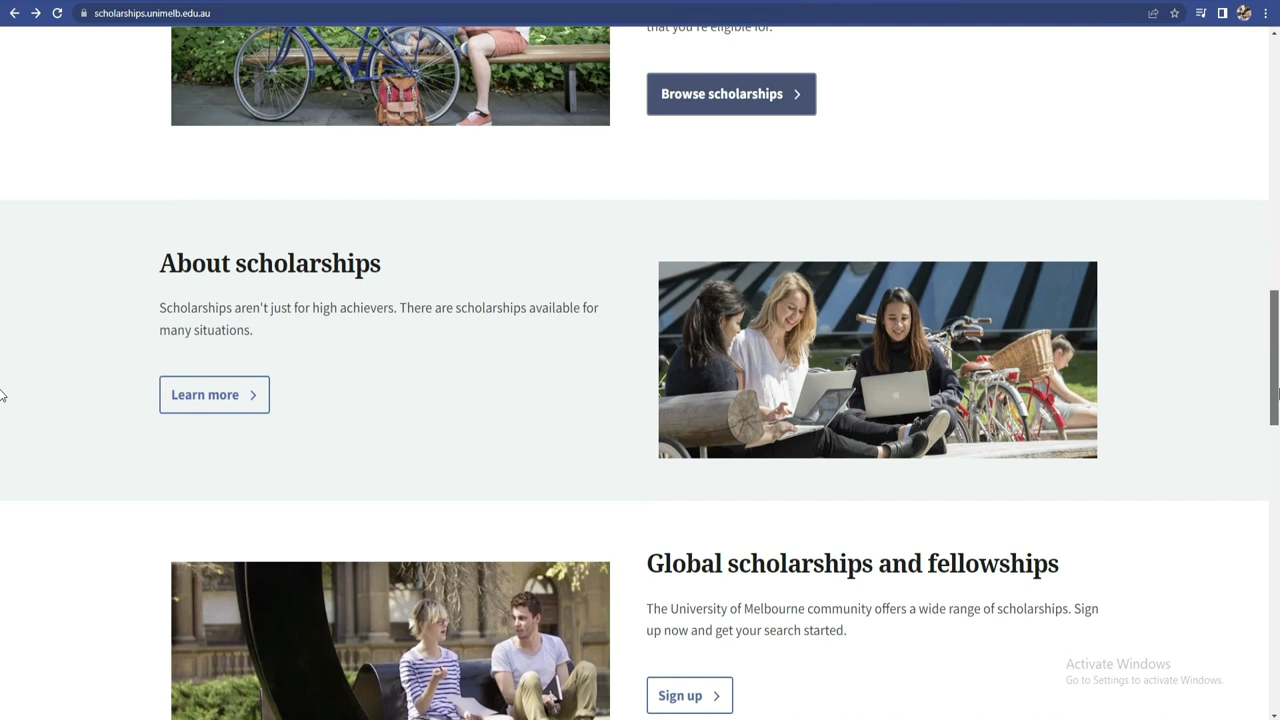 scholarships.unimelb.edu.au
that you're eligible for.
Browse scholarships
About scholarships
Scholarships aren't just for high achievers. There are scholarships available for
many situations.
Learn more
Global scholarships and fellowships
The University of Melbourne community offers a wide range of scholarships. Sign
up now and get your search started.
Sign up
Activate Windows
Go to Settings to activate Windows.